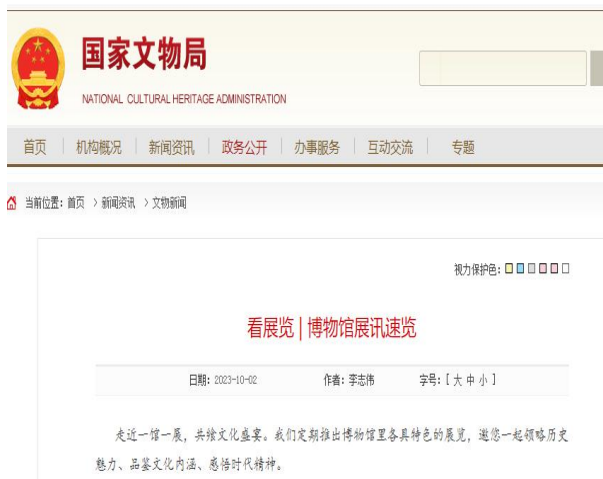 国家文物局
NATIONAL CULTURAL HERITAGE ADMINISTRATION
首页 机构概况 新闻资讯 政务公开 办事服务 互动交流 专题
当前位置：首页 > 新闻资讯 > 文物新闻
视力保护色：
看展览 | 博物馆展讯速览
日期：2023-10-02 作者：李志伟 字号：[ 大 中 小 ]
走近一馆一展，共绘文化盛宴。我们定期推出博物馆里各具特色的展览，邀您一起领略历史
魅力、品鉴文化内涵、感悟时代精神。